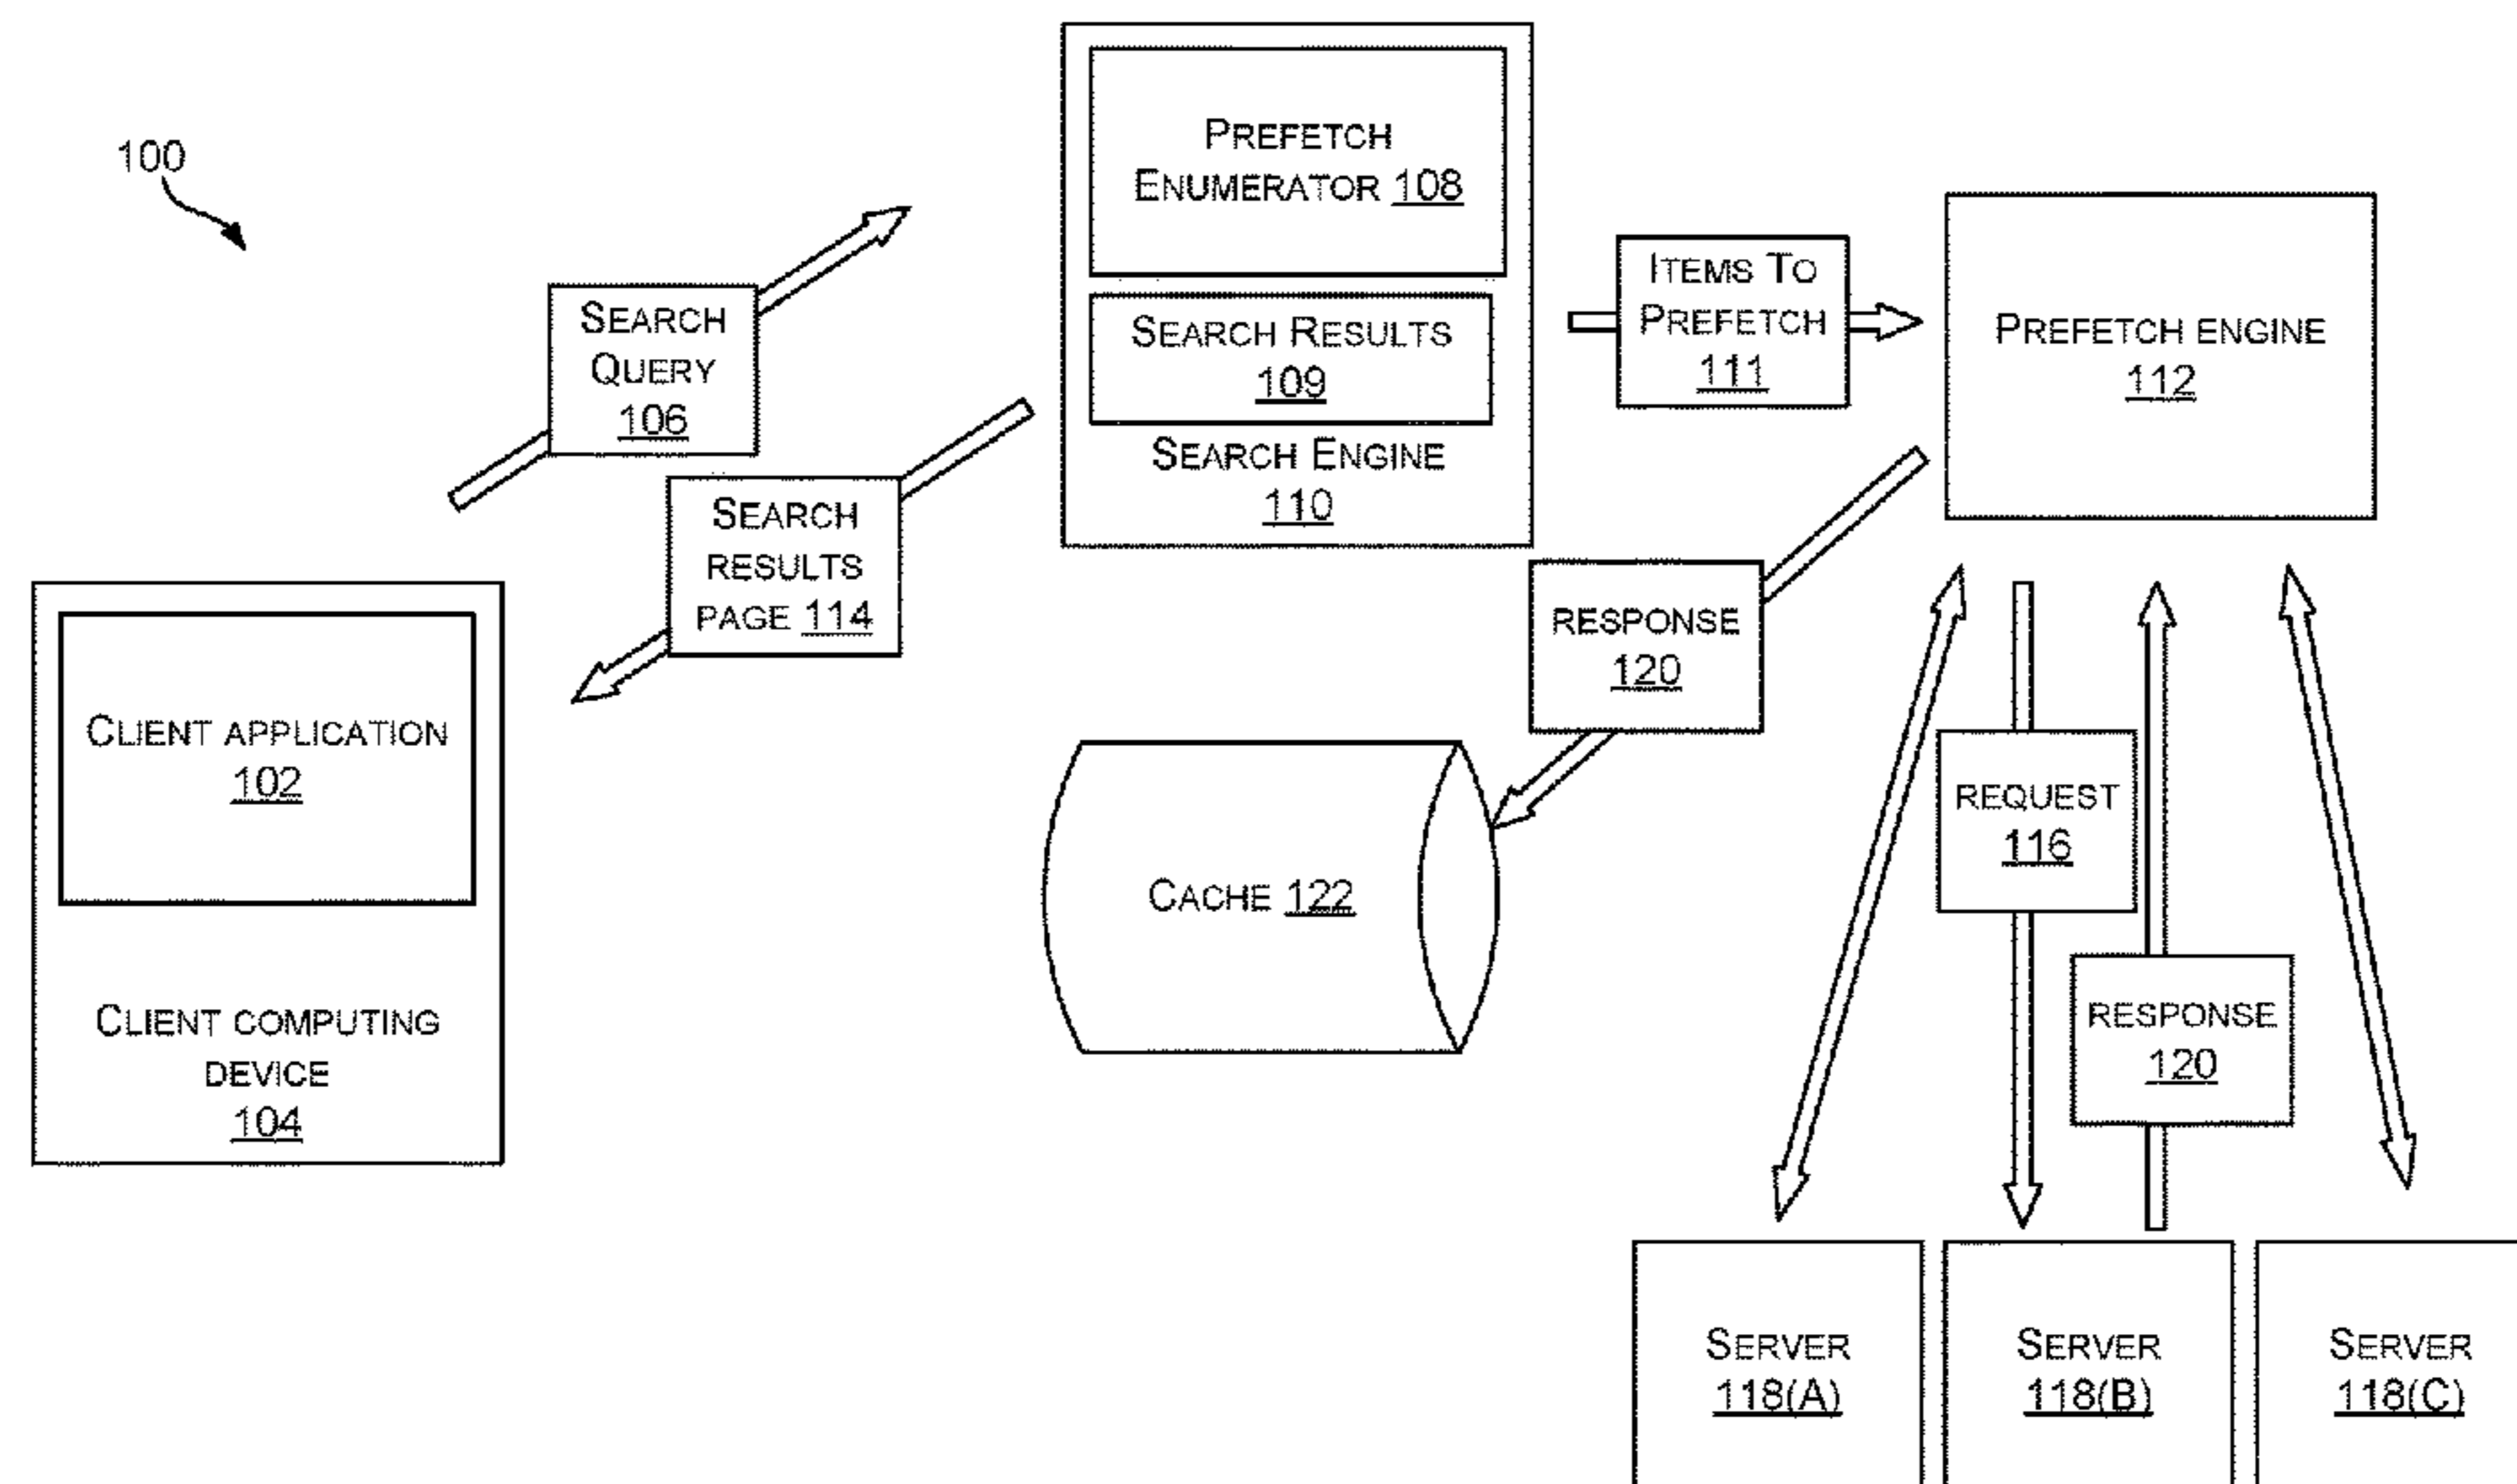 100
PREFETCH
ENUMERATOR 108
SEARCH RESULTS
109
SEARCH ENGINE
110
SEARCH
QUERY
106
SEARCH
RESULTS
PAGE 114
ITEMS TO
PREFETCH
111
PREFETCH ENGINE
112
RESPONSE
120
CLIENT APPLICATION
102
CLIENT COMPUTING
DEVICE
104
CACHE 122
REQUEST
116
RESPONSE
120
SERVER
118(A)
SERVER
118(B)
SERVER
118(C)